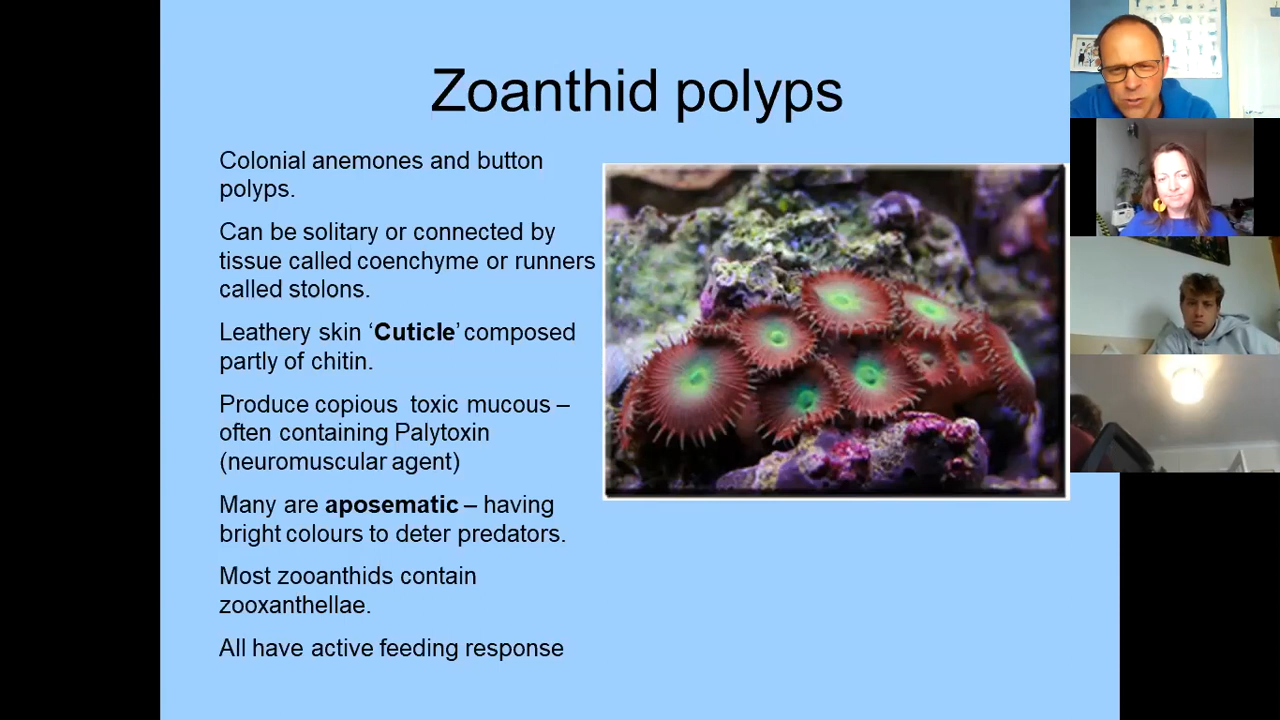 Zoanthid polyps
Colonial anemones and button
polyps.
Can be solitary or connected by
tissue called coenchyme or runners
called stolons.
Leathery skin ‘Cuticle’ composed
partly of chitin.
Produce copious  toxic mucous –
often containing Palytoxin
(neuromuscular agent)
Many are aposematic – having
bright colours to deter predators.
Most zooanthids contain
zooxanthellae.
All have active feeding response